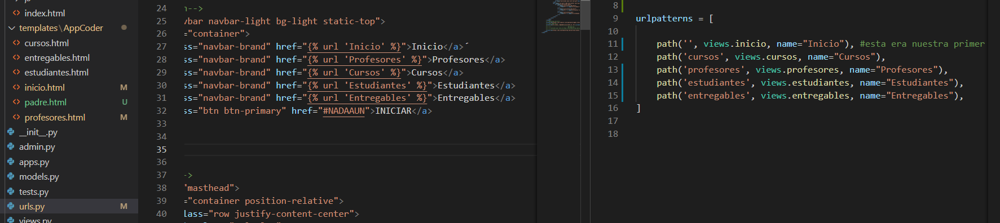 js
index.html
templates\AppCoder
cursos.html
entregables.html
estudiantes.html
inicio.html M
padre.html U
profesores.html M
__init__.py
admin.py
apps.py
models.py
tests.py
urls.py M
views.py
24 -->
25 bar navbar-light bg-light static-top">
26 ="container">
27 ss="navbar-brand" href="{% url 'Inicio' %}">Inicio</a>´
28 ss="navbar-brand" href="{% url 'Profesores' %}">Profesores</a>
29 ss="navbar-brand" href="{% url 'Cursos' %}">Cursos</a>
30 ss="navbar-brand" href="{% url 'Estudiantes' %}">Estudiantes</a>
31 ss="navbar-brand" href="{% url 'Entregables' %}">Entregables</a>
32 ss="btn btn-primary" href="#NADAAUN">INICIAR</a>
33
34
35
36
37 ->
38 "masthead">
39 ="container position-relative">
40 lass="row justify-content-center">
8
9 urlpatterns = [
10
11 path('', views.inicio, name="Inicio"), #esta era nuestra primer
12 path('cursos', views.cursos, name="Cursos"),
13 path('profesores', views.profesores, name="Profesores"),
14 path('estudiantes', views.estudiantes, name="Estudiantes"),
15 path('entregables', views.entregables, name="Entregables"),
16 ]
17
18